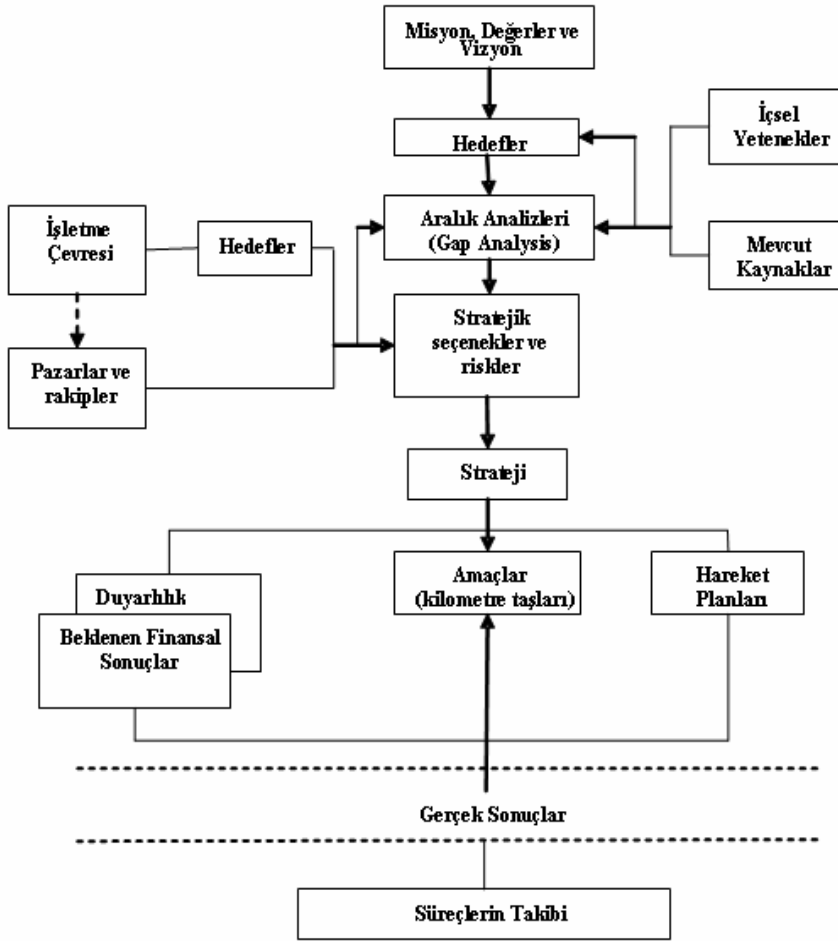 Misyon, Değerler ve
Vizyon
Hedefler
İçsel
Yetenekler
Aralık Analizleri
(Gap Analysis)
İşletme
Çevresi
Hedefler
Mevcut
Kaynaklar
Stratejik
seçenekler ve
riskler
Pazarlar ve
rakipler
Strateji
Amaçlar
(kilometre taşları)
Hareket
Planları
Duyarlılık
Beklenen Finansal
Sonuçlar
Gerçek Sonuçlar
Süreçlerin Takibi